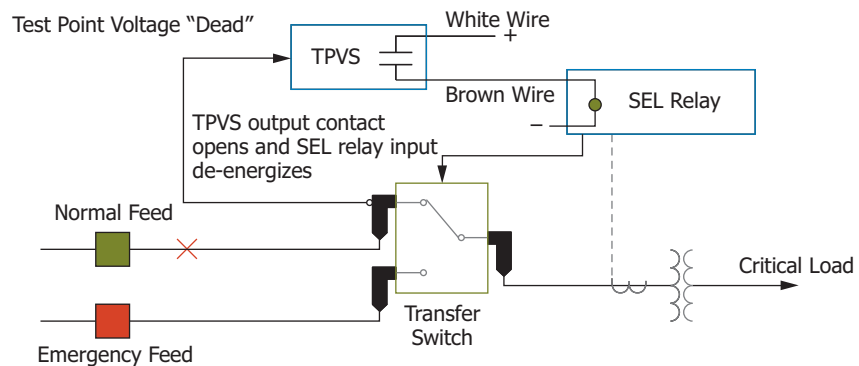 Test Point Voltage “Dead”
White Wire
+
TPVS
Brown Wire
SEL Relay
–
TPVS output contact
opens and SEL relay input
de-energizes
Normal Feed
Critical Load
Transfer
Switch
Emergency Feed